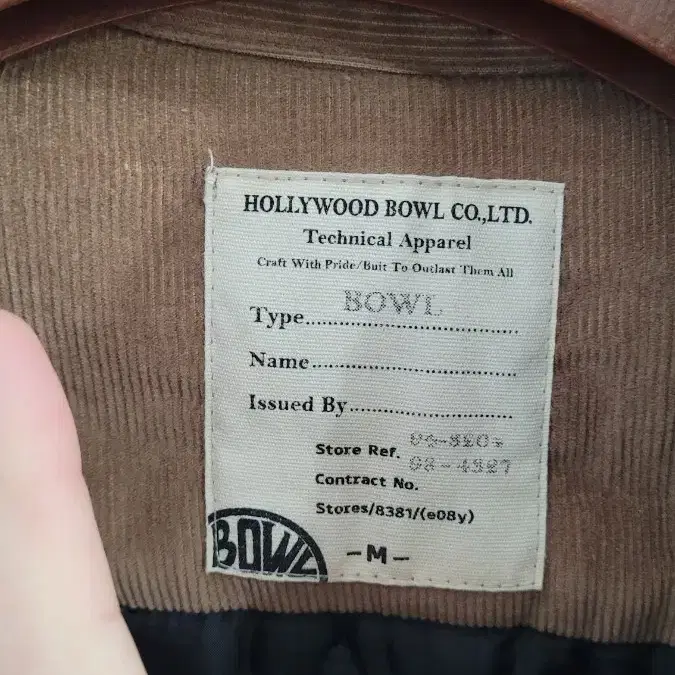 HOLLYWOOD BOWL CO.,LTD.
Technical Apparel
Craft With Pride/Buit To Outlast Them All
Type.................... BOWL
Name....................
Issued By....................
Store Ref.
08-4327
Contract No.
Stores/8381/(e08y)
BOWL
-M-